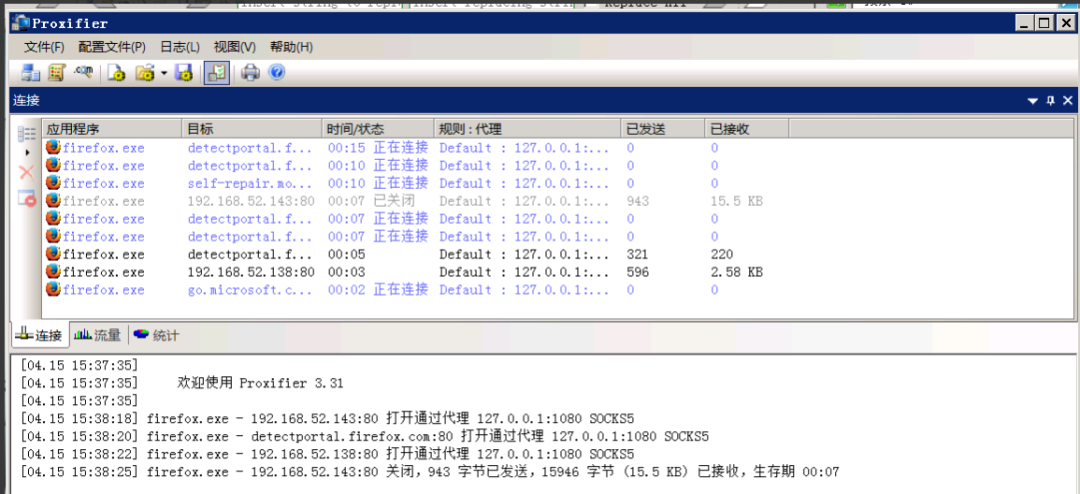 Proxifier
文件(F) 配置文件(P) 日志(L) 视图(V) 帮助(H)
连接
应用程序 目标 时间/状态 规则 : 代理 已发送 已接收
firefox.exe detectportal.f... 00:15 正在连接 Default : 127.0.0.1:... 0 0
firefox.exe detectportal.f... 00:10 正在连接 Default : 127.0.0.1:... 0 0
firefox.exe self-repair.mo... 00:10 正在连接 Default : 127.0.0.1:... 0 0
firefox.exe 192.168.52.143:80 00:07 已关闭 Default : 127.0.0.1:... 943 15.5 KB
firefox.exe detectportal.f... 00:07 正在连接 Default : 127.0.0.1:... 0 0
firefox.exe detectportal.f... 00:07 正在连接 Default : 127.0.0.1:... 0 0
firefox.exe detectportal.f... 00:05 Default : 127.0.0.1:... 321 220
firefox.exe 192.168.52.138:80 00:03 Default : 127.0.0.1:... 596 2.58 KB
firefox.exe go.microsoft.c... 00:02 正在连接 Default : 127.0.0.1:... 0 0
连接 流量 统计
[04.15 15:37:35]
[04.15 15:37:35] 欢迎使用 Proxifier 3.31
[04.15 15:37:35]
[04.15 15:38:18] firefox.exe - 192.168.52.143:80 打开通过代理 127.0.0.1:1080 SOCKS5
[04.15 15:38:20] firefox.exe - detectportal.firefox.com:80 打开通过代理 127.0.0.1:1080 SOCKS5
[04.15 15:38:22] firefox.exe - 192.168.52.138:80 打开通过代理 127.0.0.1:1080 SOCKS5
[04.15 15:38:25] firefox.exe - 192.168.52.143:80 关闭, 943 字节已发送, 15946 字节 (15.5 KB) 已接收, 生存期 00:07